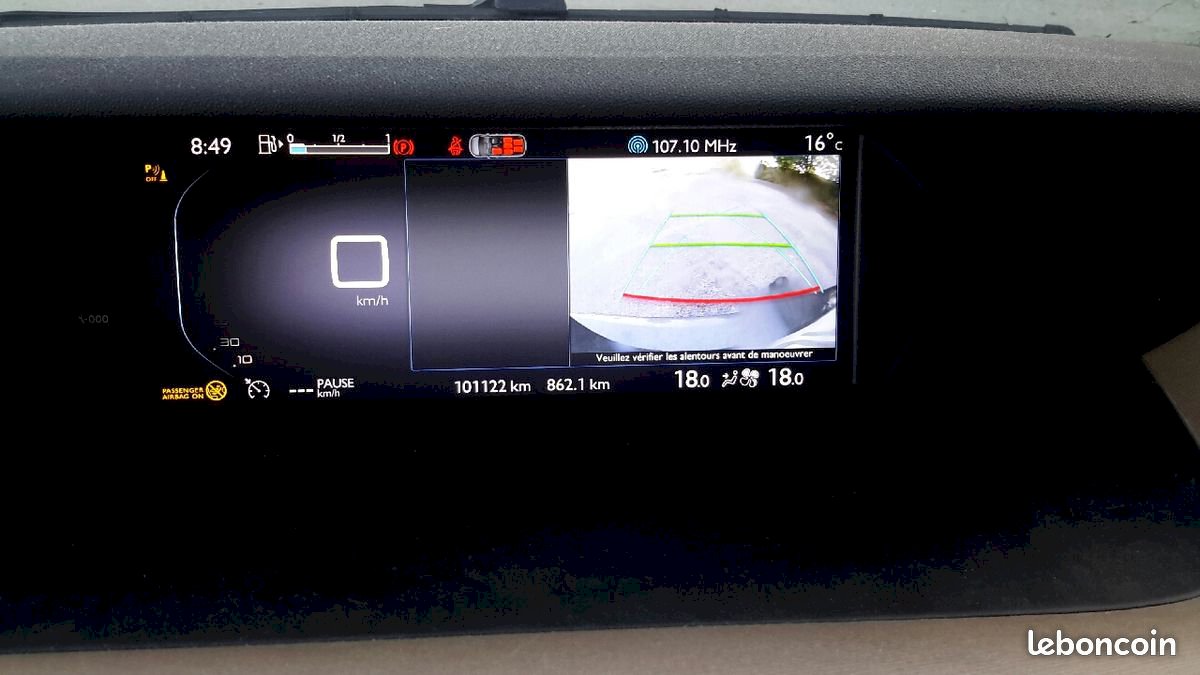 8:49
0 1/2 1
P
107.10 MHz
16°c
P
OFF
km/h
30
10
PASSENGER
AIRBAG ON
--- PAUSE
km/h
101122 km 862.1 km
18.0 18.0
Veuillez vérifier les alentours avant de manoeuvrer
leboncoin